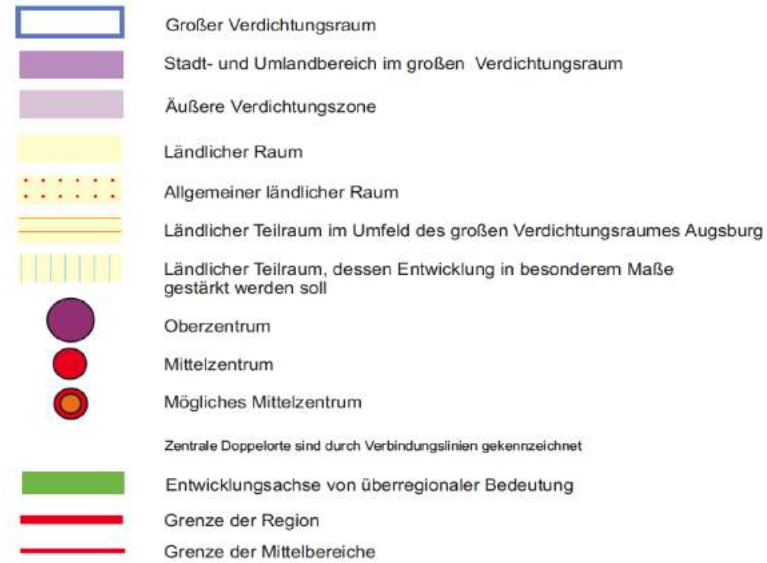 Großer Verdichtungsraum
Stadt- und Umlandbereich im großen Verdichtungsraum
Äußere Verdichtungszone
Ländlicher Raum
Allgemeiner ländlicher Raum
Ländlicher Teilraum im Umfeld des großen Verdichtungsraumes Augsburg
Ländlicher Teilraum, dessen Entwicklung in besonderem Maße
gestärkt werden soll
Oberzentrum
Mittelzentrum
Mögliches Mittelzentrum
Zentrale Doppelorte sind durch Verbindungslinien gekennzeichnet
Entwicklungsachse von überregionaler Bedeutung
Grenze der Region
Grenze der Mittelbereiche